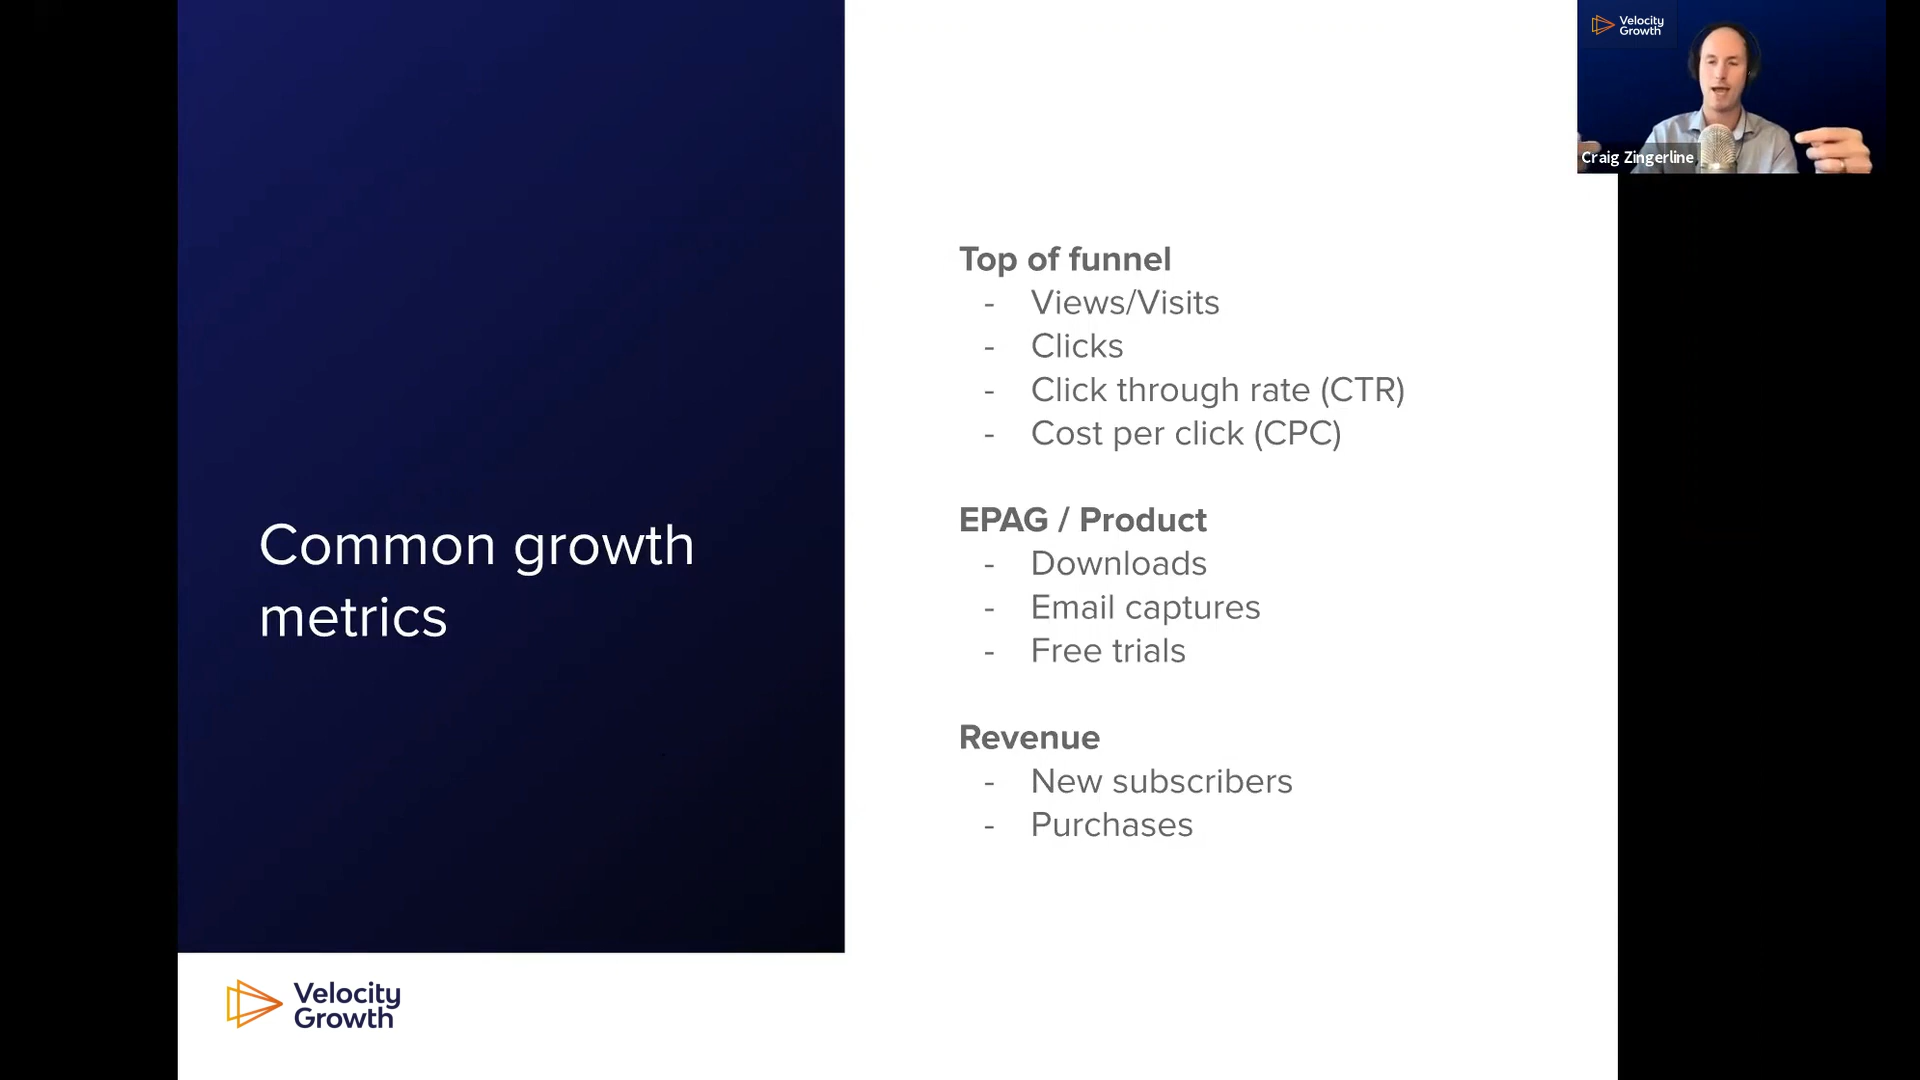 Velocity
Growth
Craig Zingerline
Common growth
metrics
Top of funnel
- Views/Visits
- Clicks
- Click through rate (CTR)
- Cost per click (CPC)
EPAG / Product
- Downloads
- Email captures
- Free trials
Revenue
- New subscribers
- Purchases
Velocity
Growth